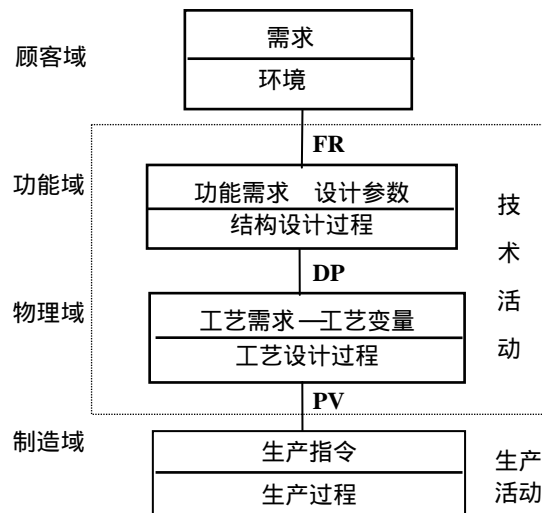 需求
顾客域
环境
FR
功能域
功能需求 设计参数
结构设计过程
技术活动
DP
物理域
工艺需求—工艺变量
工艺设计过程
PV
制造域
生产指令
生产过程
生产
活动